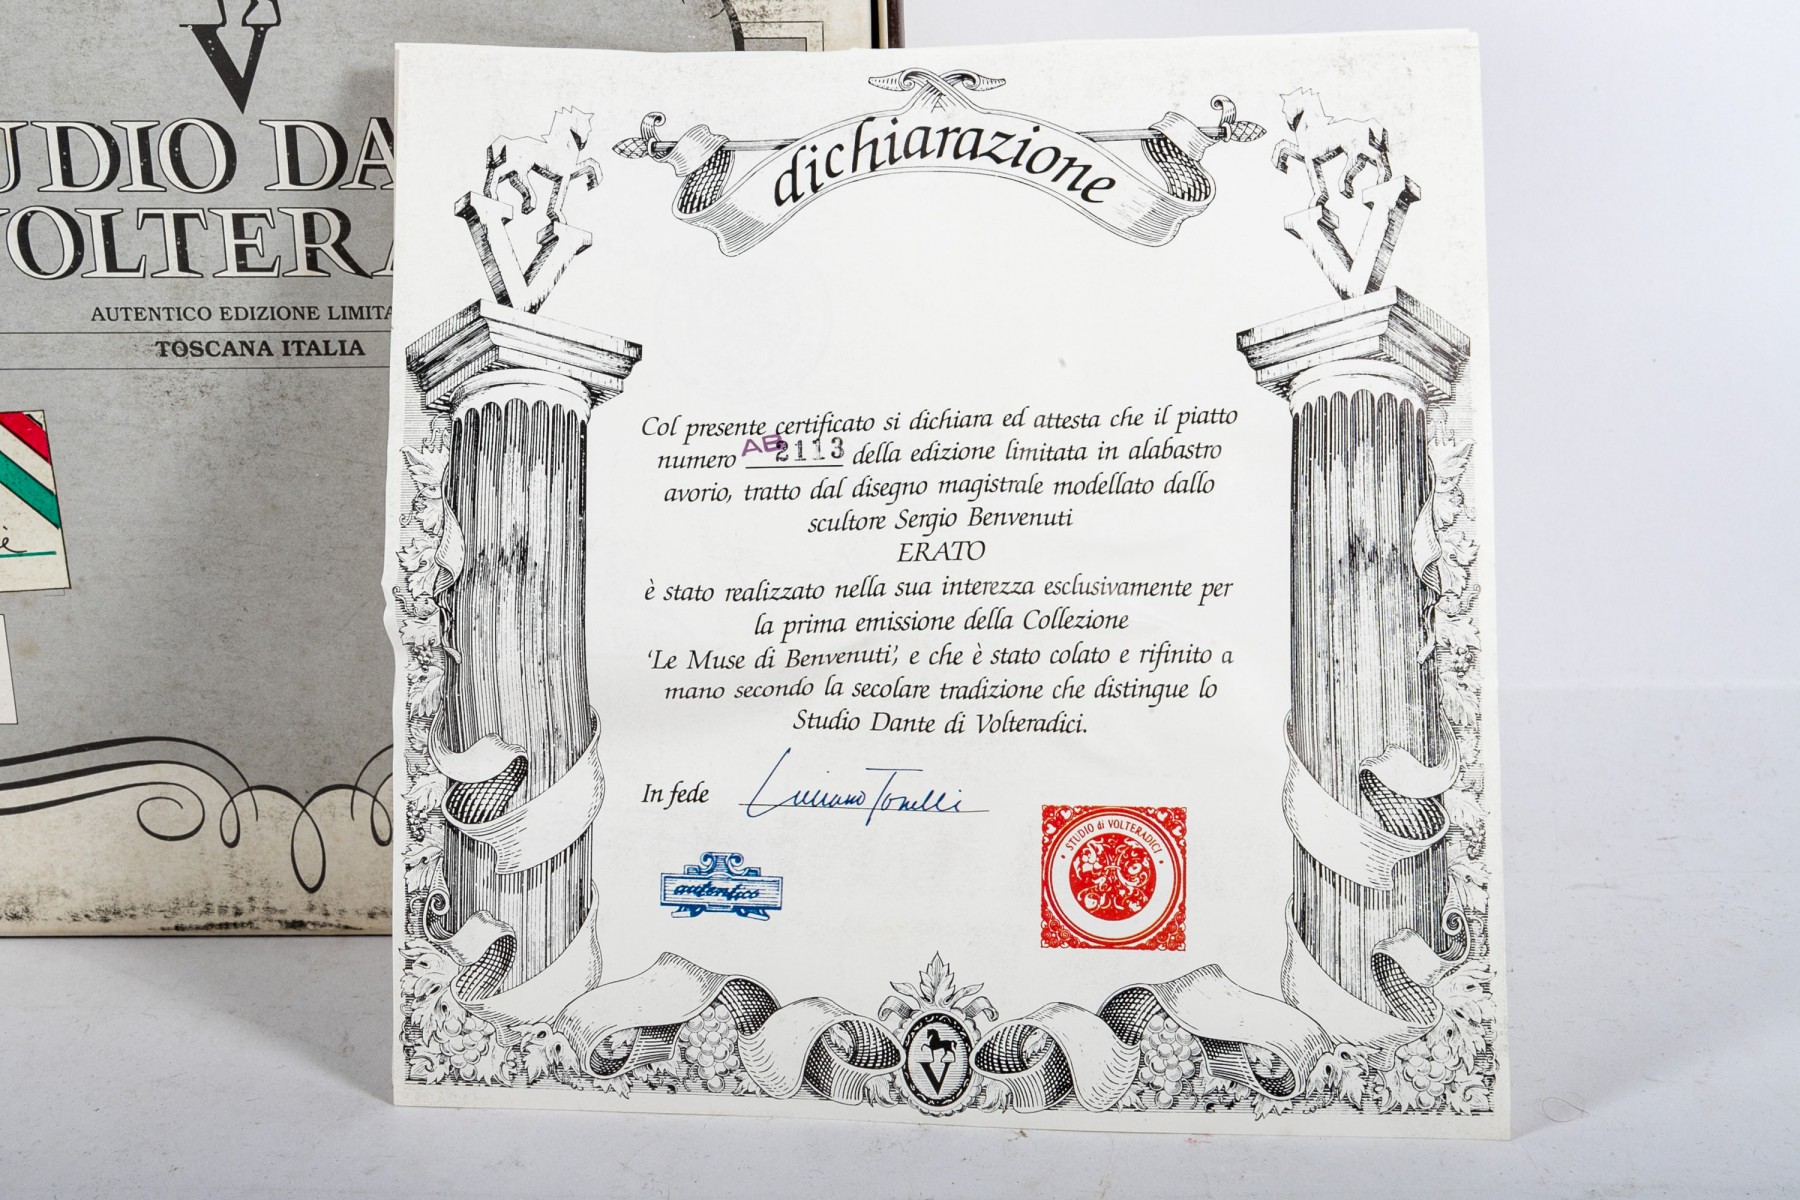 V
UDIO DA
VOLTERA
AUTENTICO EDIZIONE LIMITA
TOSCANA ITALIA
dichiarazione
Col presente certificato si dichiara ed attesta che il piatto
numero AB 2113 della edizione limitata in alabastro
avorio, tratto dal disegno magistrale modellato dallo
scultore Sergio Benvenuti
ERATO
è stato realizzato nella sua interezza esclusivamente per
la prima emissione della Collezione
'Le Muse di Benvenuti', e che è stato colato e rifinito a
mano secondo la secolare tradizione che distingue lo
Studio Dante di Volteradici.
In fede Luciano Tonelli
autentico
• STUDIO di VOLTERADICI •
V